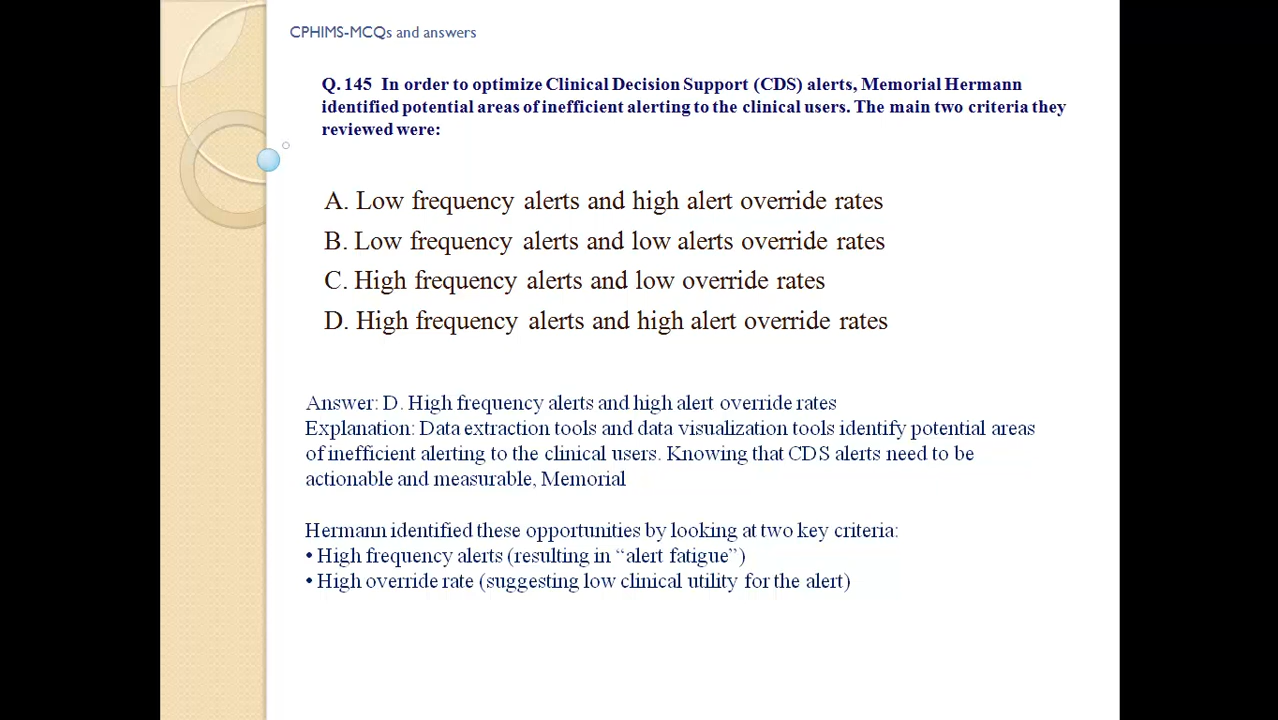 CPHIMS-MCQs and answers
Q. 145 In order to optimize Clinical Decision Support (CDS) alerts, Memorial Hermann
identified potential areas of inefficient alerting to the clinical users. The main two criteria they
reviewed were:
A. Low frequency alerts and high alert override rates
B. Low frequency alerts and low alerts override rates
C. High frequency alerts and low override rates
D. High frequency alerts and high alert override rates
Answer: D. High frequency alerts and high alert override rates
Explanation: Data extraction tools and data visualization tools identify potential areas
of inefficient alerting to the clinical users. Knowing that CDS alerts need to be
actionable and measurable, Memorial
Hermann identified these opportunities by looking at two key criteria:
• High frequency alerts (resulting in “alert fatigue”)
• High override rate (suggesting low clinical utility for the alert)